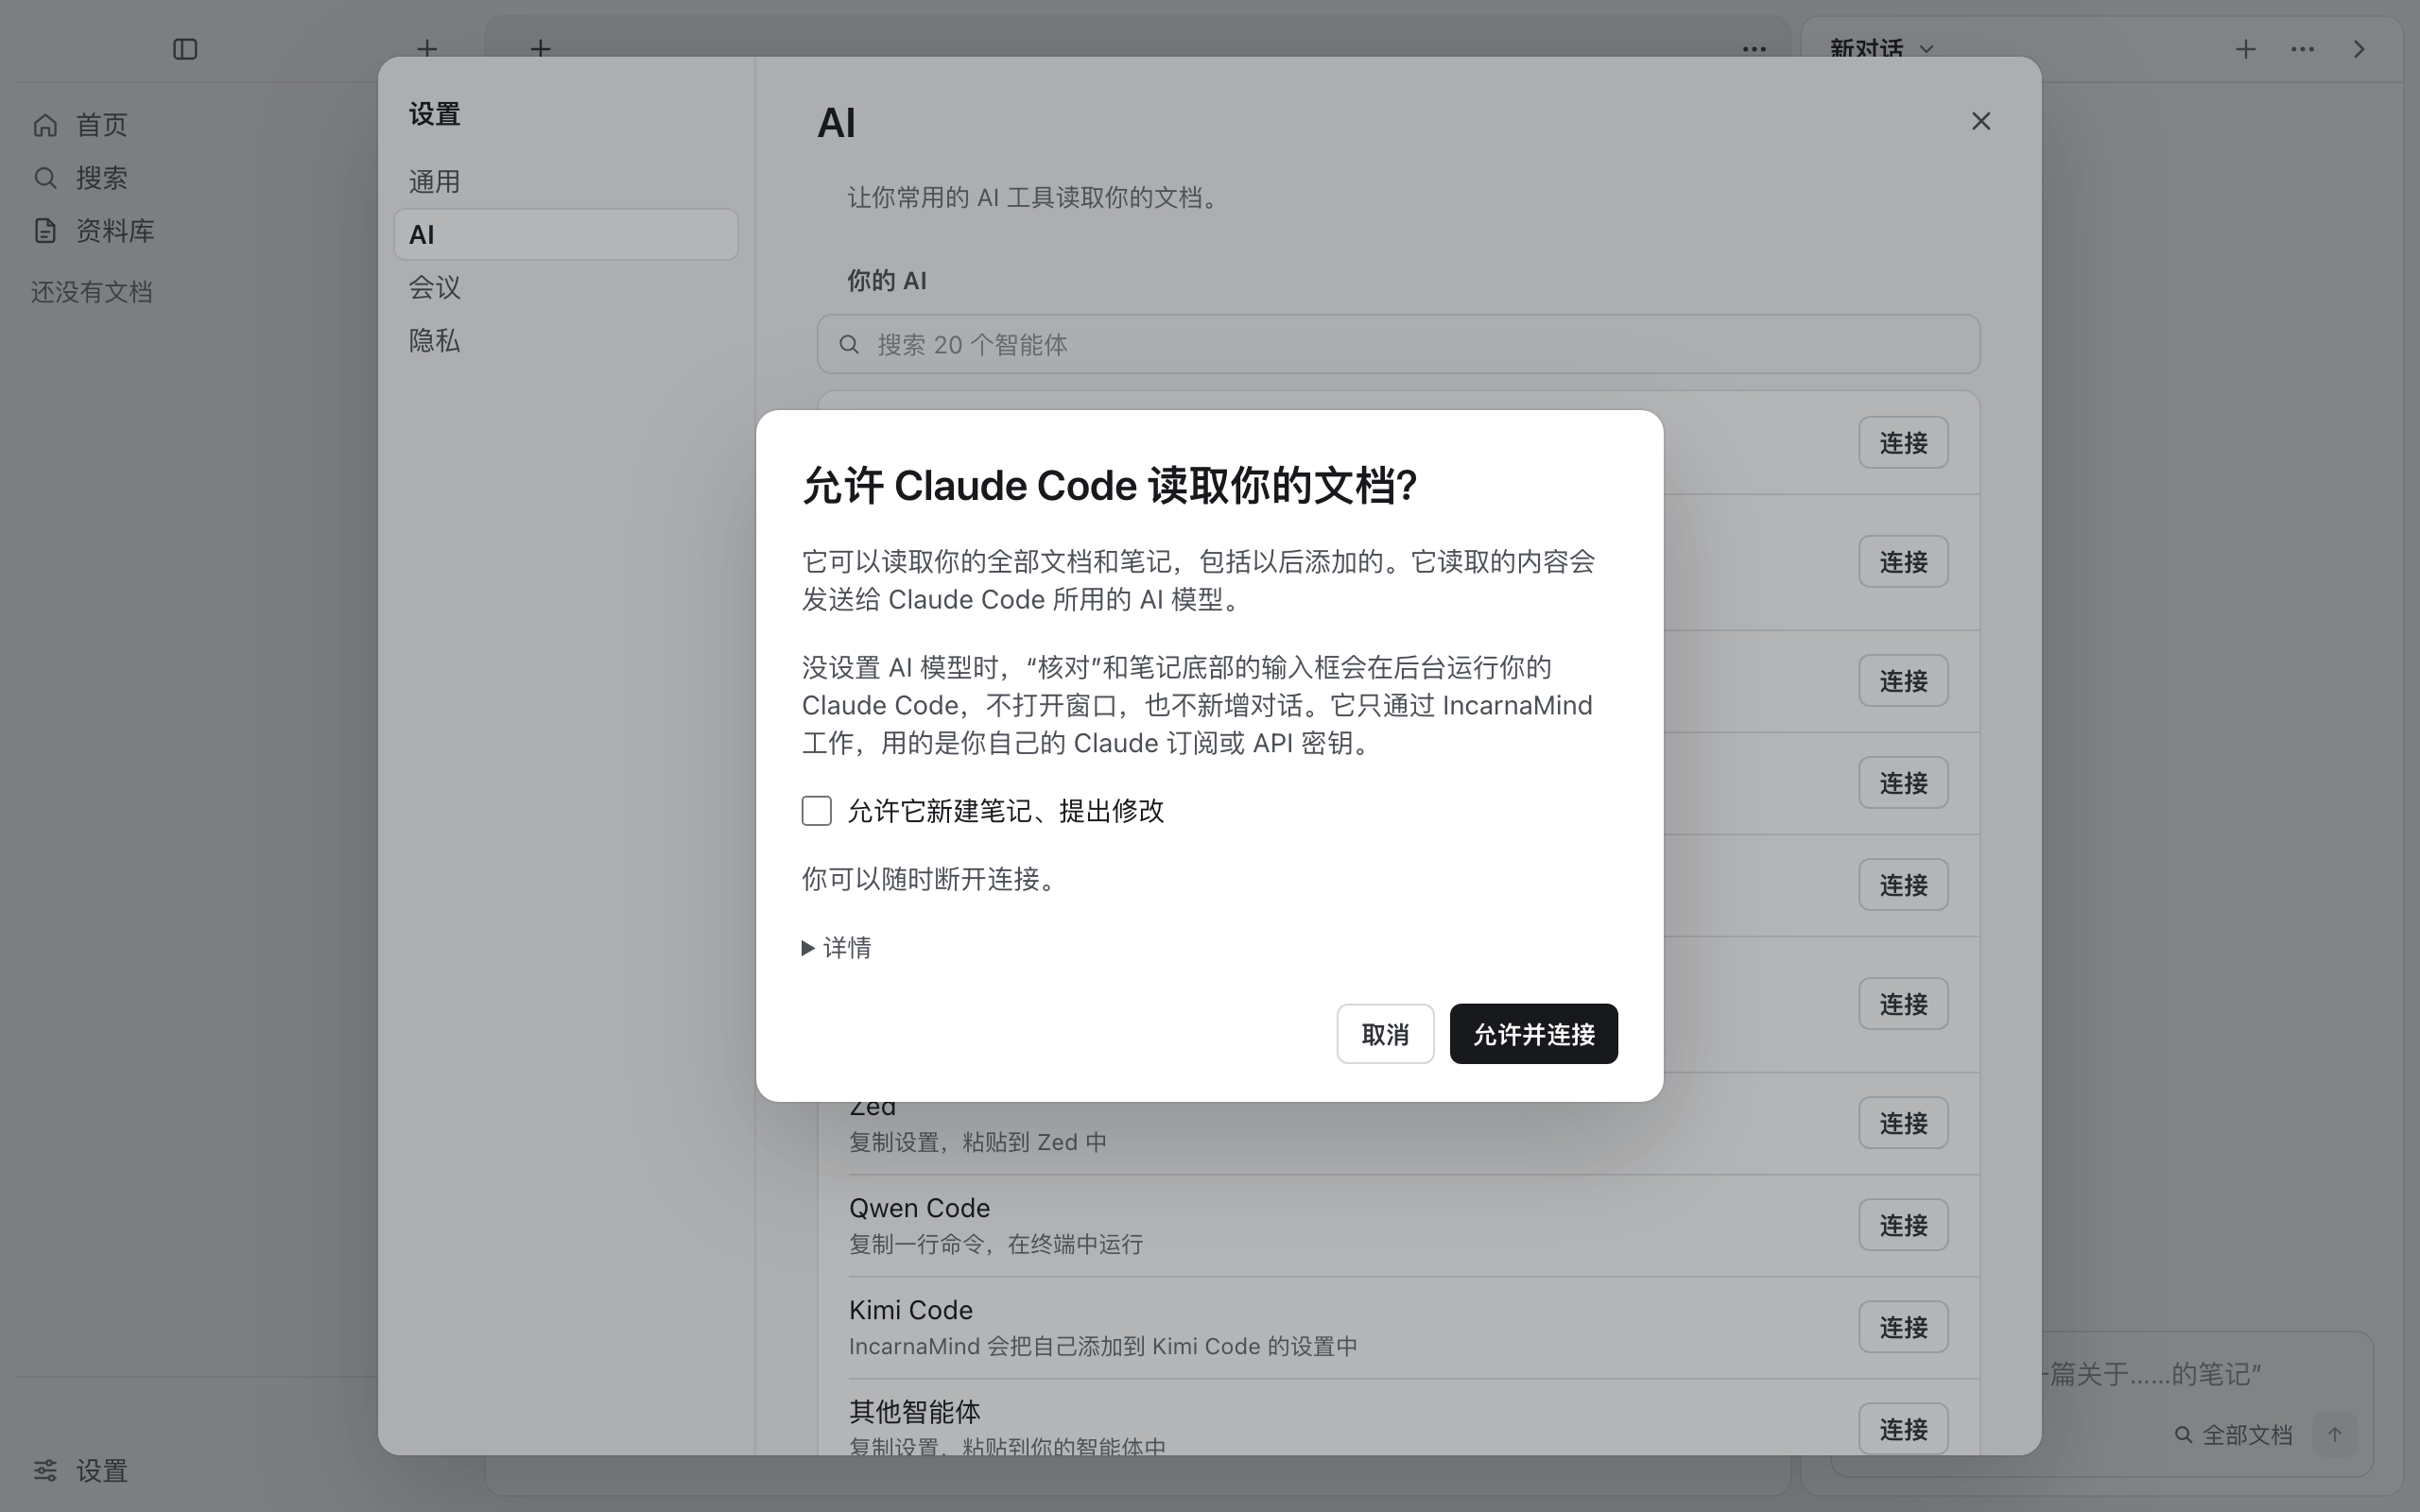 新对话
首页
搜索
资料库
还没有文档
设置
设置
通用
AI
会议
隐私
AI
让你常用的 AI 工具读取你的文档。
你的 AI
搜索 20 个智能体
连接
连接
连接
连接
连接
连接
允许 Claude Code 读取你的文档?
它可以读取你的全部文档和笔记，包括以后添加的。它读取的内容会
发送给 Claude Code 所用的 AI 模型。
没设置 AI 模型时，“核对”和笔记底部的输入框会在后台运行你的
Claude Code，不打开窗口，也不新增对话。它只通过 IncarnaMind
工作，用的是你自己的 Claude 订阅或 API 密钥。
允许它新建笔记、提出修改
你可以随时断开连接。
详情
取消
允许并连接
Zed
复制设置，粘贴到 Zed 中
连接
Qwen Code
复制一行命令，在终端中运行
连接
Kimi Code
IncarnaMind 会把自己添加到 Kimi Code 的设置中
连接
其他智能体
复制设置，粘贴到你的智能体中
连接
篇关于……的笔记”
全部文档